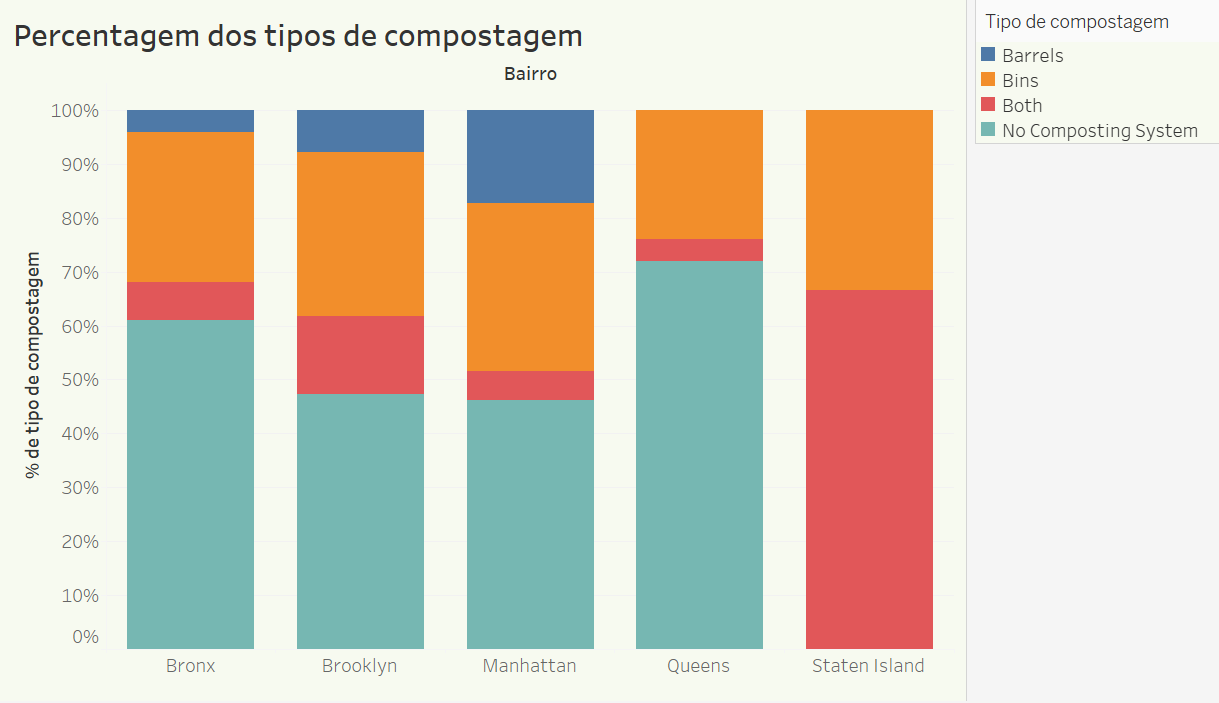 Percentagem dos tipos de compostagem
Bairro
Tipo de compostagem
Barrels
Bins
Both
No Composting System
% de tipo de compostagem
100%
90%
80%
70%
60%
50%
40%
30%
20%
10%
0%
Bronx
Brooklyn
Manhattan
Queens
Staten Island